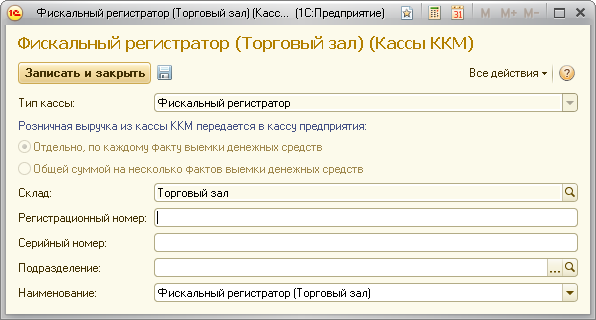 1С Фискальный регистратор (Торговый зал) (Касс... (1С:Предприятие) 31 M M+ M-
Фискальный регистратор (Торговый зал) (Кассы ККМ)
Записать и закрыть Все действия ?
Тип кассы: Фискальный регистратор
Розничная выручка из кассы ККМ передается в кассу предприятия:
Отдельно, по каждому факту выемки денежных средств
Общей суммой на несколько фактов выемки денежных средств
Склад: Торговый зал
Регистрационный номер:
Серийный номер:
Подразделение: ...
Наименование: Фискальный регистратор (Торговый зал)